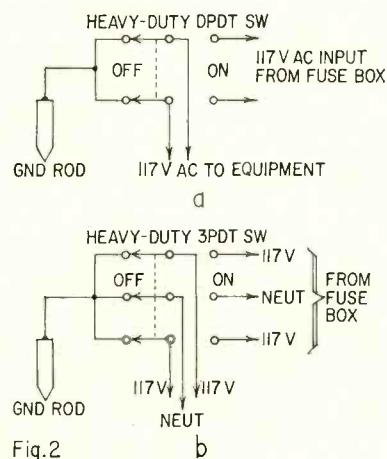 HEAVY-DUTY DPDT SW
OFF
ON
117 V AC INPUT
FROM FUSE BOX
GND ROD
117 V AC TO EQUIPMENT
a
HEAVY-DUTY 3PDT SW
117 V
OFF
ON
NEUT
FROM
FUSE
BOX
117 V
117 V
117 V
GND ROD
NEUT
Fig.2
b